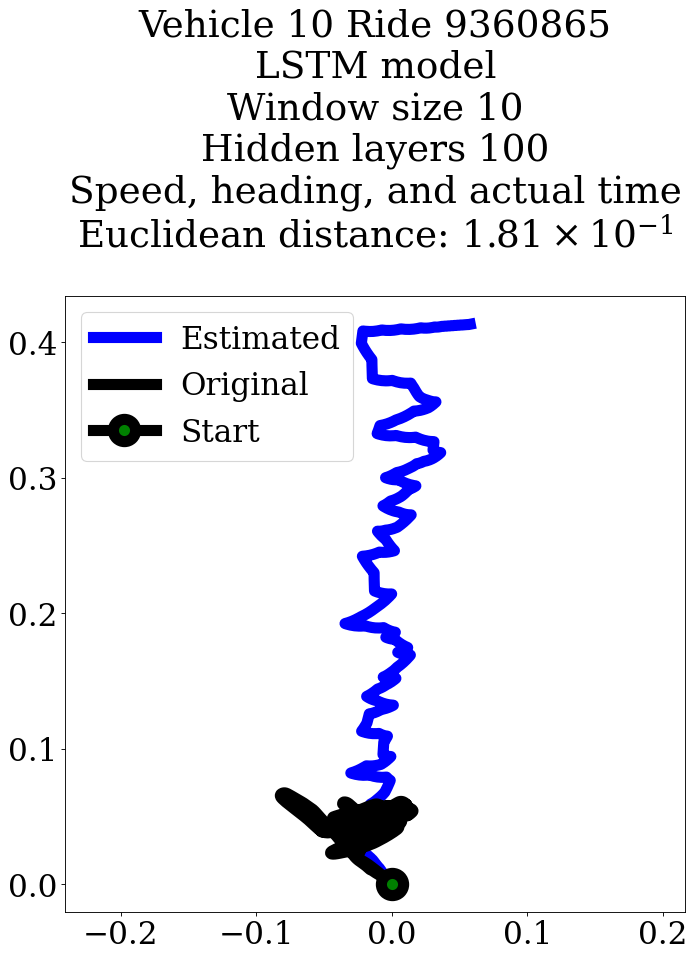 Vehicle 10 Ride 9360865
LSTM model
Window size 10
Hidden layers 100
Speed, heading, and actual time
Euclidean distance: 1.81 × 10⁻¹
Estimated
Original
Start
0.4
0.3
0.2
0.1
0.0
−0.2 −0.1 0.0 0.1 0.2